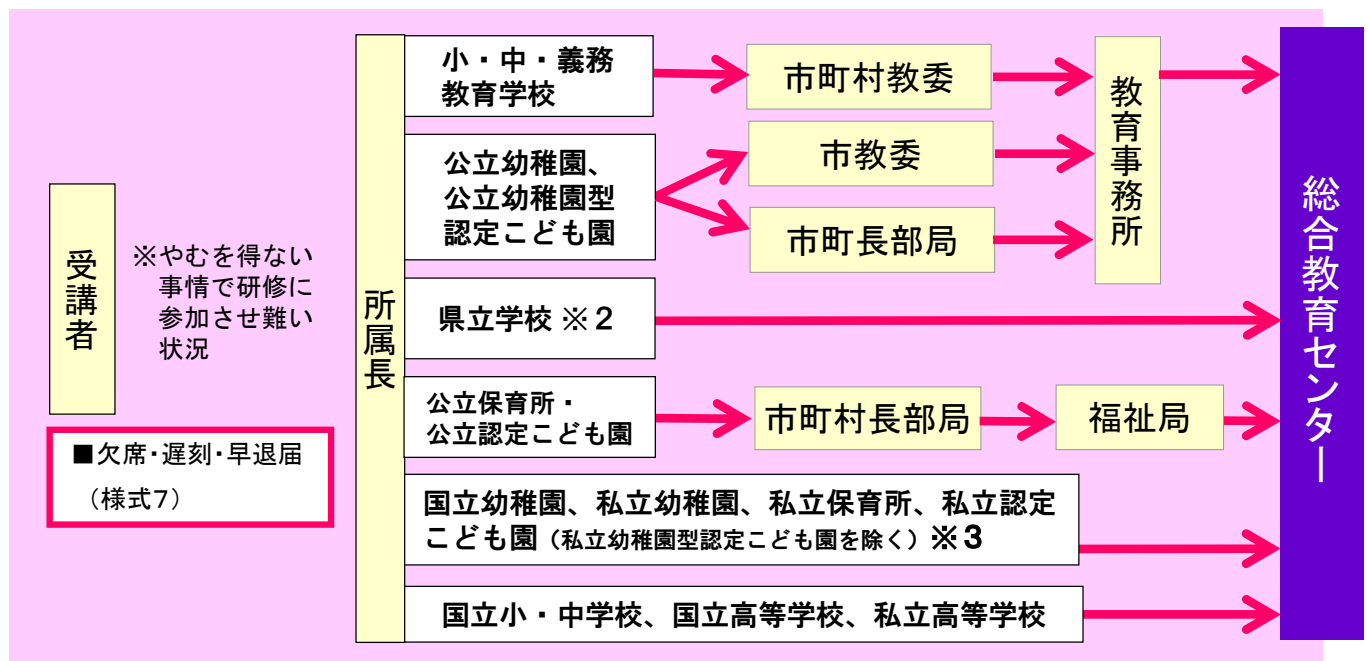 受講者
※やむを得ない
事情で研修に
参加させ難い
状況
■欠席・遅刻・早退届
（様式７）
所属長
小・中・義務
教育学校
市町村教委
公立幼稚園、
公立幼稚園型
認定こども園
市教委
市町長部局
教育事務所
県立学校 ※２
公立保育所・
公立認定こども園
市町村長部局
福祉局
国立幼稚園、私立幼稚園、私立保育所、私立認定
こども園（私立幼稚園型認定こども園を除く）※３
国立小・中学校、国立高等学校、私立高等学校
総合教育センター